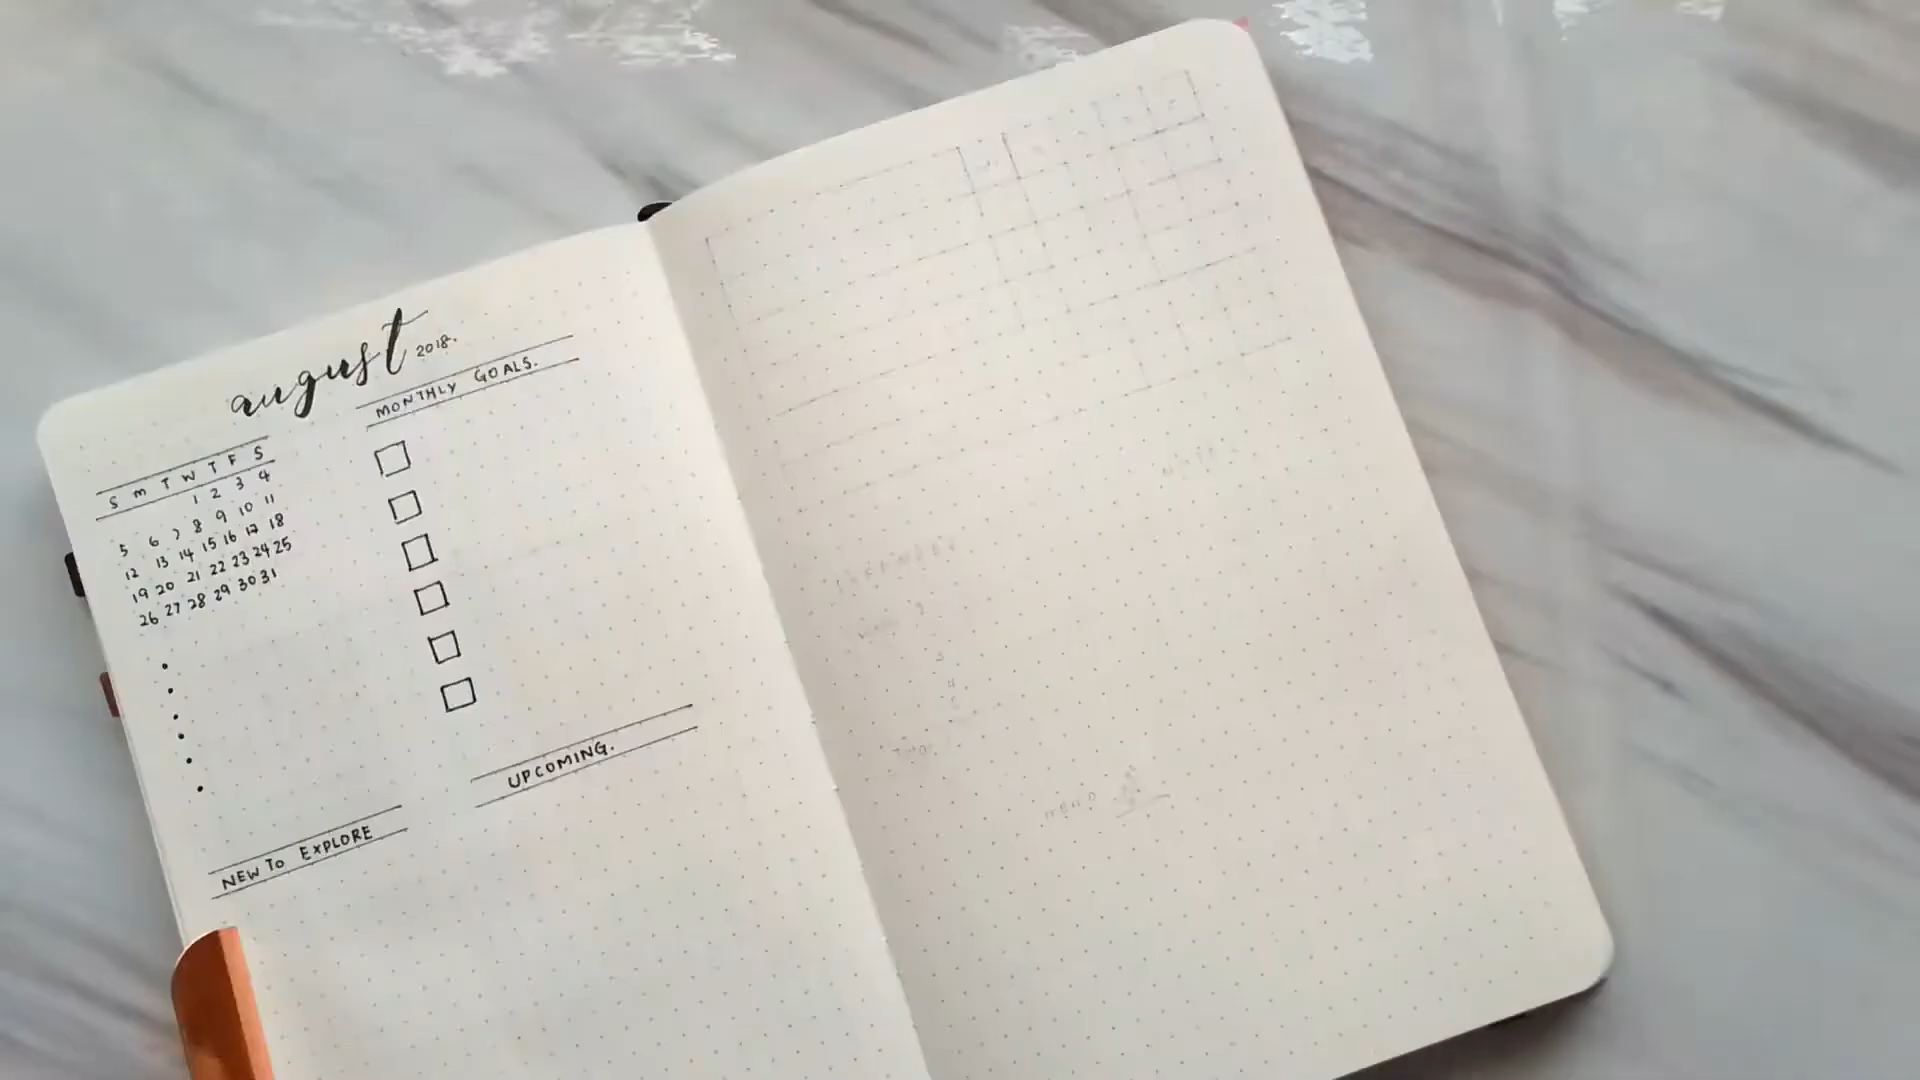 august 2018.
S M T W T F S
1 2 3 4
5 6 7 8 9 10 11
12 13 14 15 16 17 18
19 20 21 22 23 24 25
26 27 28 29 30 31
NEW TO EXPLORE
MONTHLY GOALS.
UPCOMING.
memo